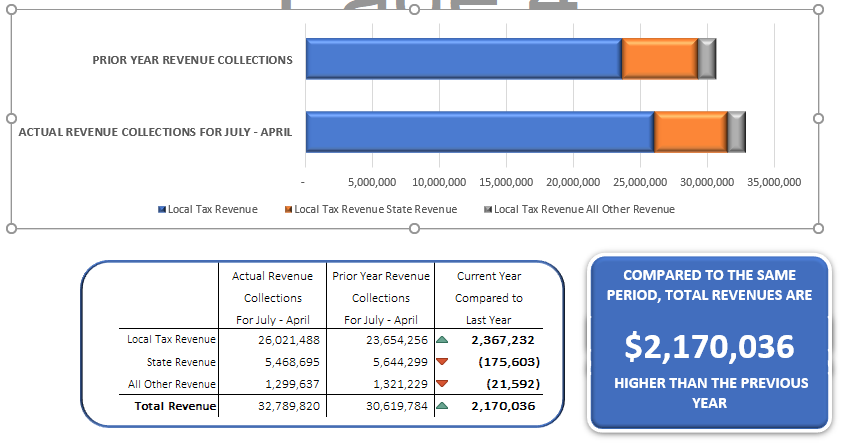 Page 4
PRIOR YEAR REVENUE COLLECTIONS
ACTUAL REVENUE COLLECTIONS FOR JULY - APRIL
- 5,000,000 10,000,000 15,000,000 20,000,000 25,000,000 30,000,000 35,000,000
Local Tax Revenue Local Tax Revenue State Revenue Local Tax Revenue All Other Revenue
Actual Revenue Prior Year Revenue Current Year
Collections Collections Compared to
For July - April For July - April Last Year
Local Tax Revenue 26,021,488 23,654,256 2,367,232
State Revenue 5,468,695 5,644,299 (175,603)
All Other Revenue 1,299,637 1,321,229 (21,592)
Total Revenue 32,789,820 30,619,784 2,170,036
COMPARED TO THE SAME
PERIOD, TOTAL REVENUES ARE
$2,170,036
HIGHER THAN THE PREVIOUS
YEAR